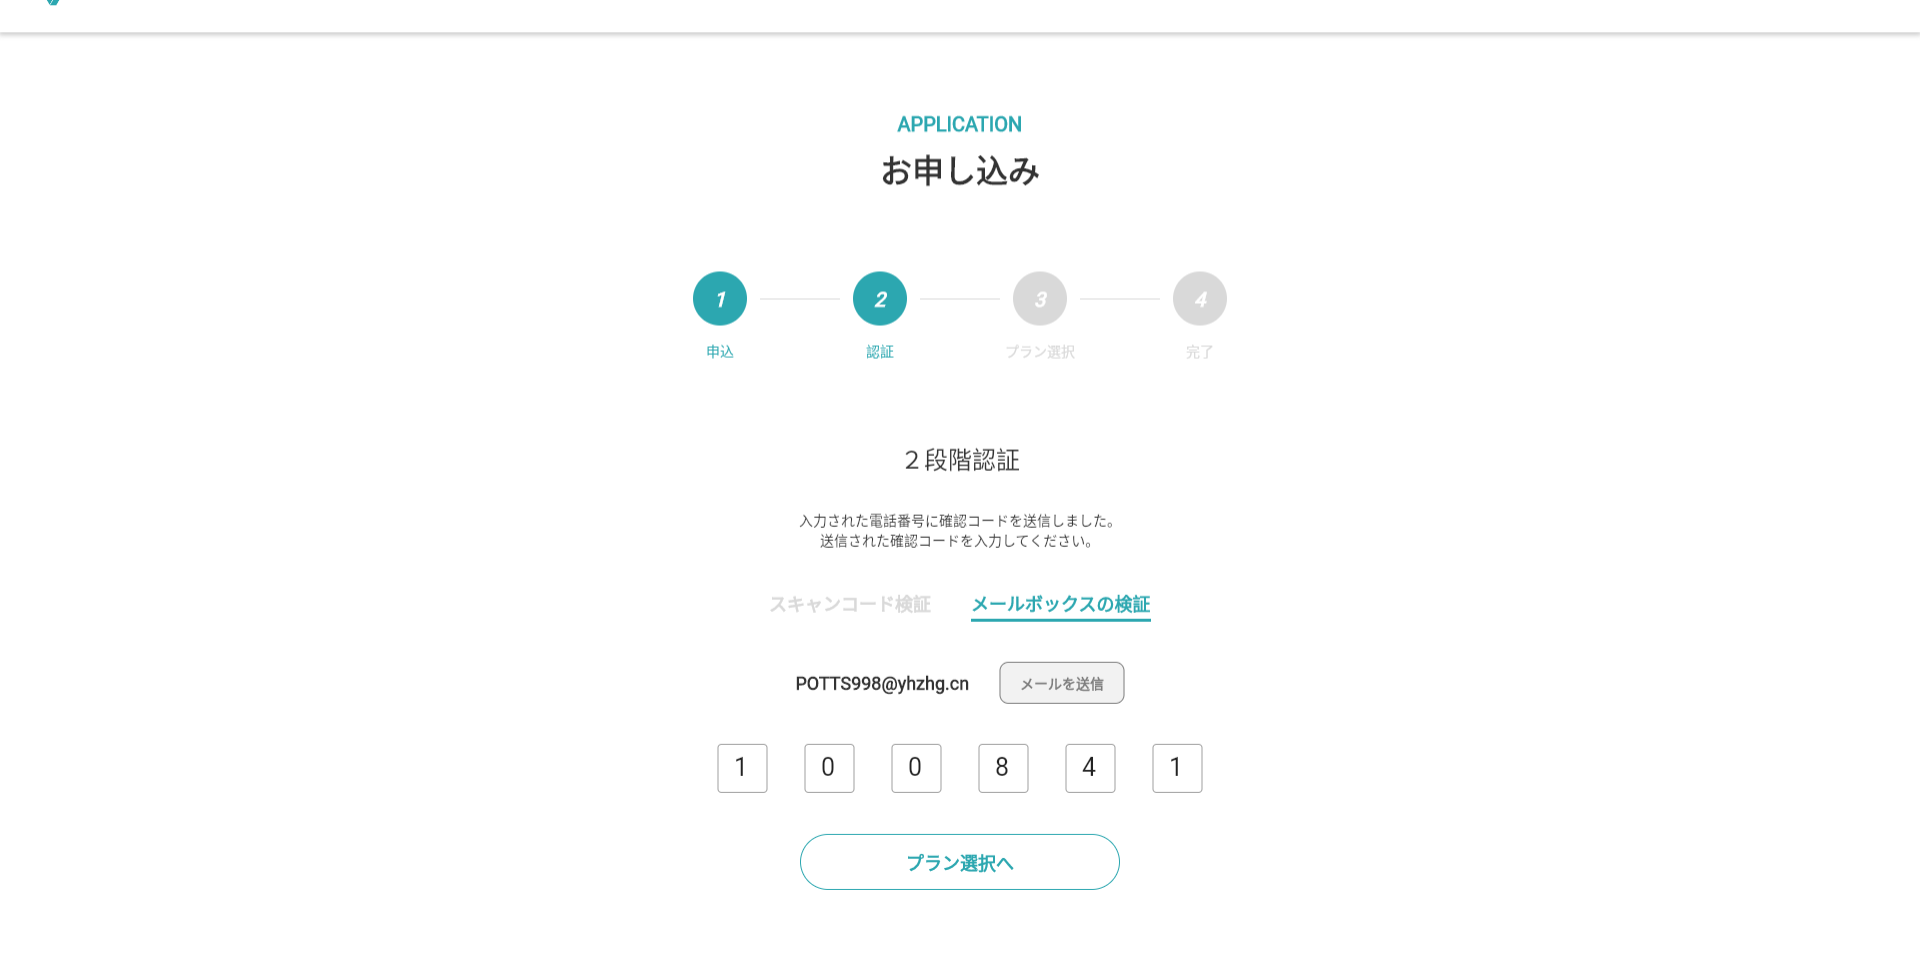 APPLICATION
お申し込み
1 2 3 4
申込 認証 プラン選択 完了
２段階認証
入力された電話番号に確認コードを送信しました。
送信された確認コードを入力してください。
スキャンコード検証 メールボックスの検証
POTTS998@yhzhg.cn メールを送信
1 0 0 8 4 1
プラン選択へ